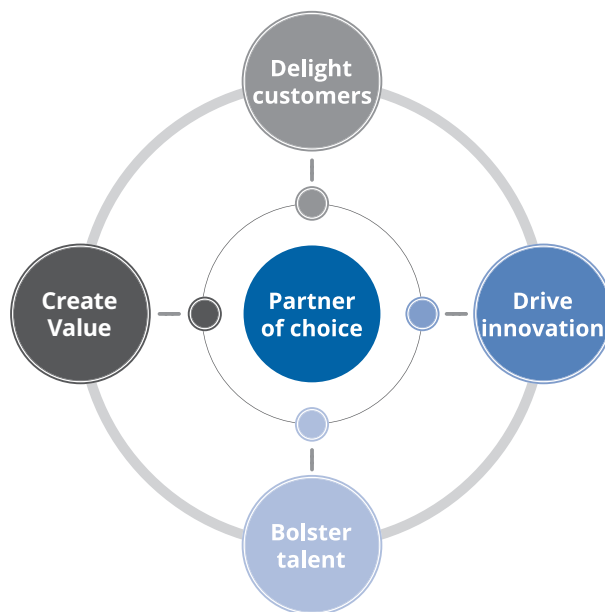 Delight
customers
Create
Value
Partner
of choice
Drive
innovation
Bolster
talent